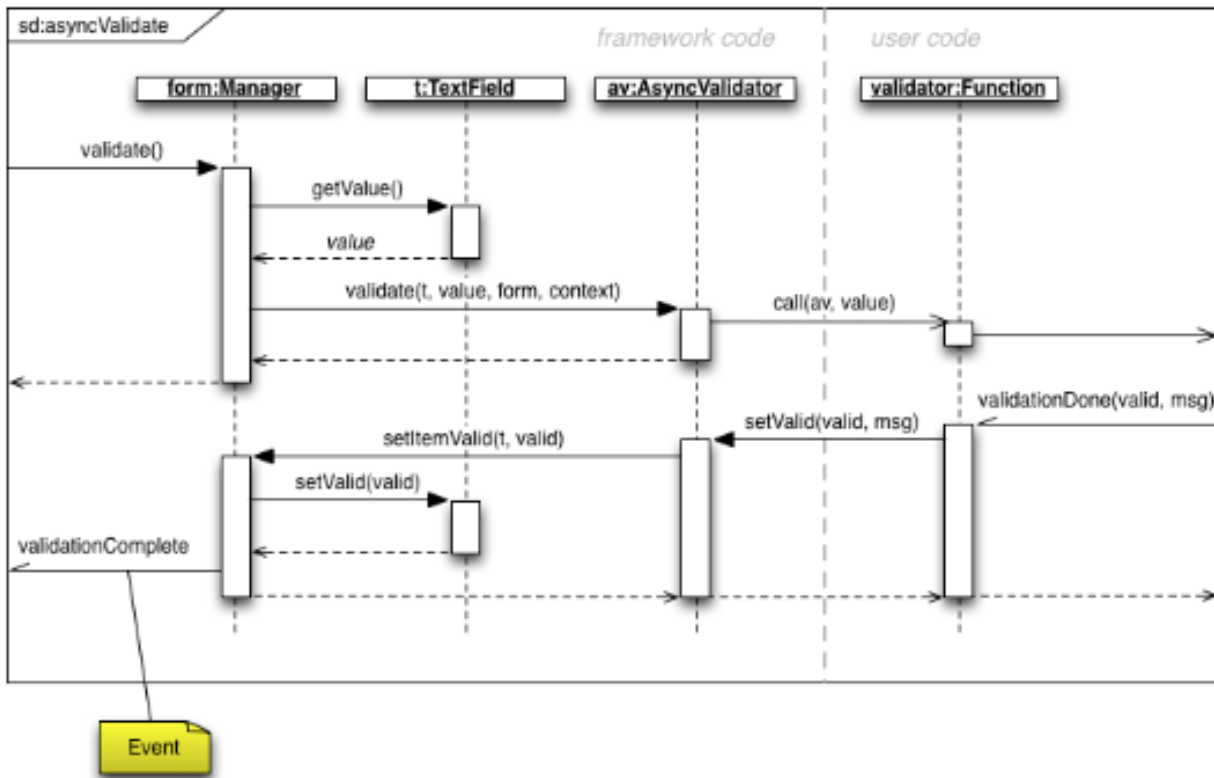 sd:asyncValidate
framework code
user code
form:Manager
t:TextField
av:AsyncValidator
validator:Function
validate()
getValue()
value
validate(t, value, form, context)
call(av, value)
validationDone(valid, msg)
setValid(valid, msg)
setItemValid(t, valid)
setValid(valid)
validationComplete
Event